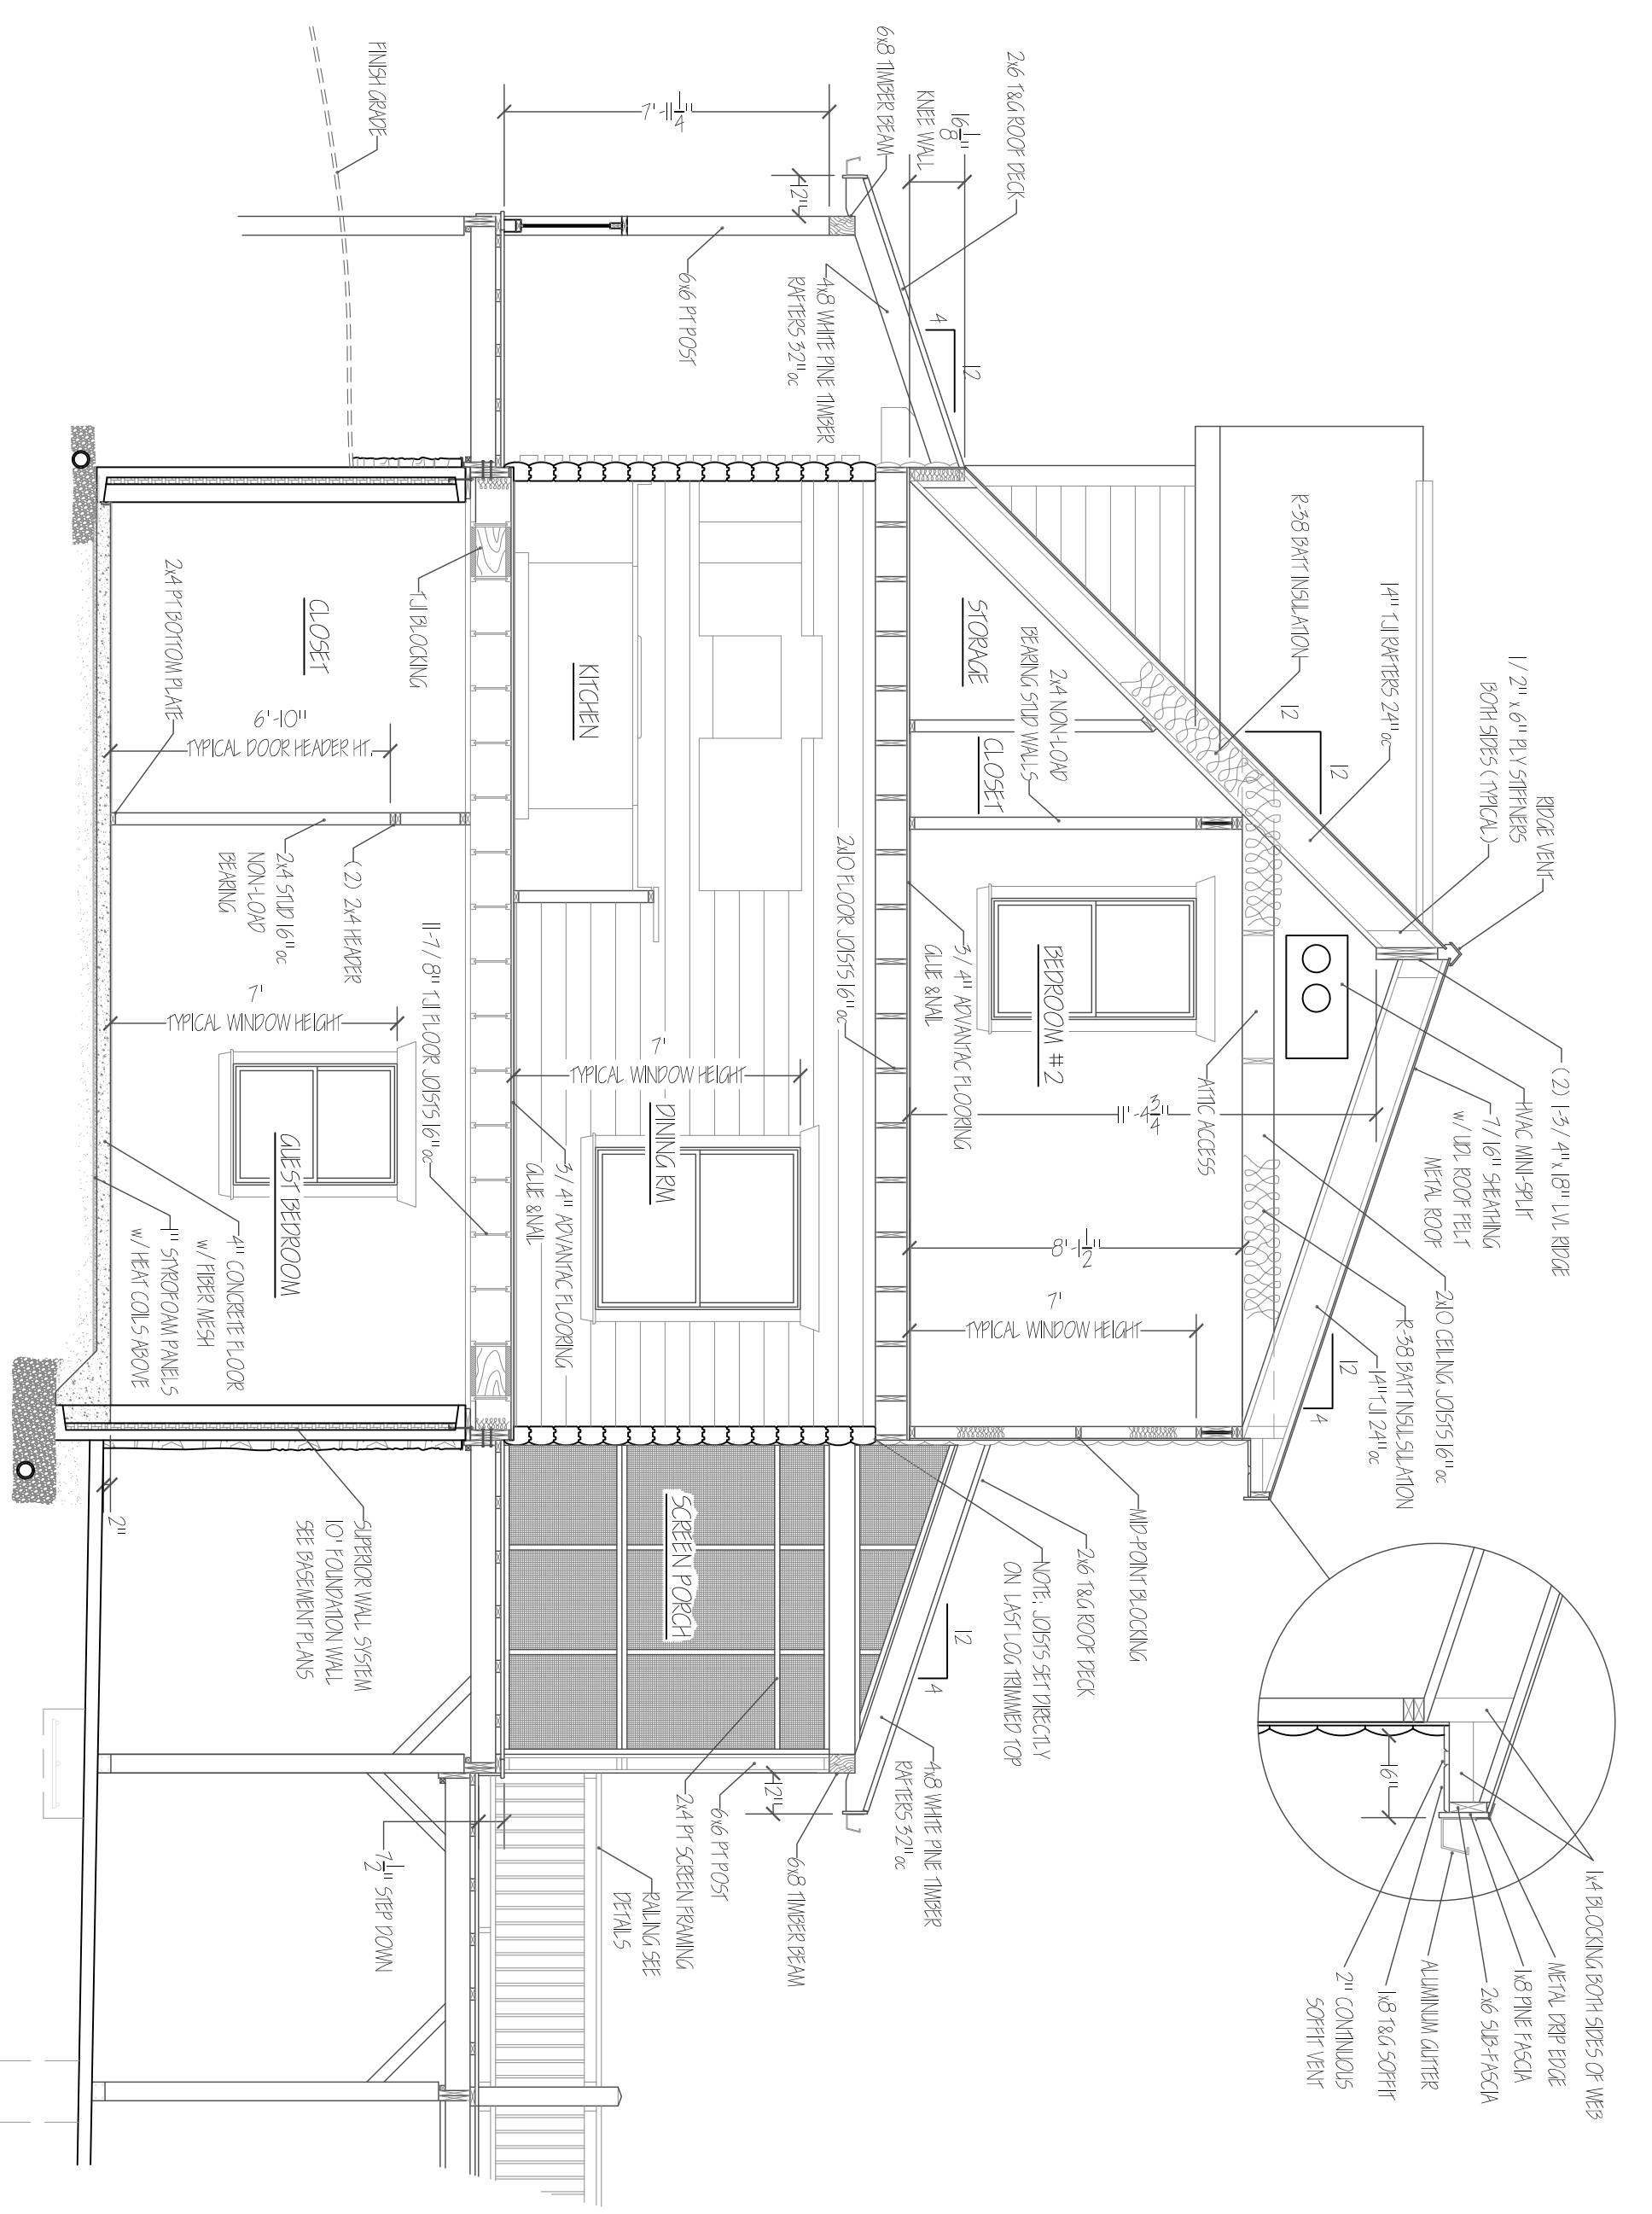 RIDGE VENT
1/2" x 6" PLY STIFFNERS
BOTH SIDES (TYPICAL)
14" TJI RAFTERS 24" oc
R-38 BATT INSULATION
12
12
(2) 1-3/4" x 18" LVL RIDGE
HVAC MINI-SPLIT
7/16" SHEATHING
w/ UDL ROOF FELT
METAL ROOF
2x10 CEILING JOISTS 16" oc
R-38 BATT INSULSULATION
14" TJI 24" oc
12
4
1x4 BLOCKING BOTH SIDES OF WEB
METAL DRIP EDGE
1x8 PINE FASCIA
2x6 SUB-FASCIA
ALUMINUM GUTTER
1x8 T&G SOFFIT
2" CONTINUOUS
SOFFIT VENT
16"
2x6 T&G ROOF DECK
16 1/8"
KNEE WALL
6x8 TIMBER BEAM
12
4
STORAGE
2x4 NON-LOAD
BEARING STUD WALLS
CLOSET
BEDROOM #2
3/4" ADVANTAC FLOORING
GLUE & NAIL
ATTIC ACCESS
11'-4 3/4"
8'-1 1/2"
7'
TYPICAL WINDOW HEIGHT
MID-POINT BLOCKING
2x6 T&G ROOF DECK
NOTE: JOISTS SET DIRECTLY
ON LAST LOG TRIMMED TOP
12
4
4x8 WHITE PINE TIMBER
RAFTERS 32" oc
12"
7'-11 1/4"
4x8 WHITE PINE TIMBER
RAFTERS 32" oc
6x6 PT POST
KITCHEN
2x10 FLOOR JOISTS 16" oc
7'
TYPICAL WINDOW HEIGHT
DINING RM
3/4" ADVANTAC FLOORING
GLUE & NAIL
SCREEN PORCH
12"
6x8 TIMBER BEAM
6x6 PT POST
2x4 PT SCREEN FRAMING
RAILING SEE
DETAILS
FINISH GRADE
TJI BLOCKING
CLOSET
6'-10"
TYPICAL DOOR HEADER HT.
2x4 PT BOTTOM PLATE
11-7/8" TJI FLOOR JOISTS 16" oc
(2) 2x4 HEADER
2x4 STUD 16" oc
NON-LOAD
BEARING
7'
TYPICAL WINDOW HEIGHT
GUEST BEDROOM
4" CONCRETE FLOOR
w/ FIBER MESH
1" STYROFOAM PANELS
w/ HEAT COILS ABOVE
2"
SUPERIOR WALL SYSTEM
10' FOUNDATION WALL
SEE BASEMENT PLANS
7 1/2" STEP DOWN